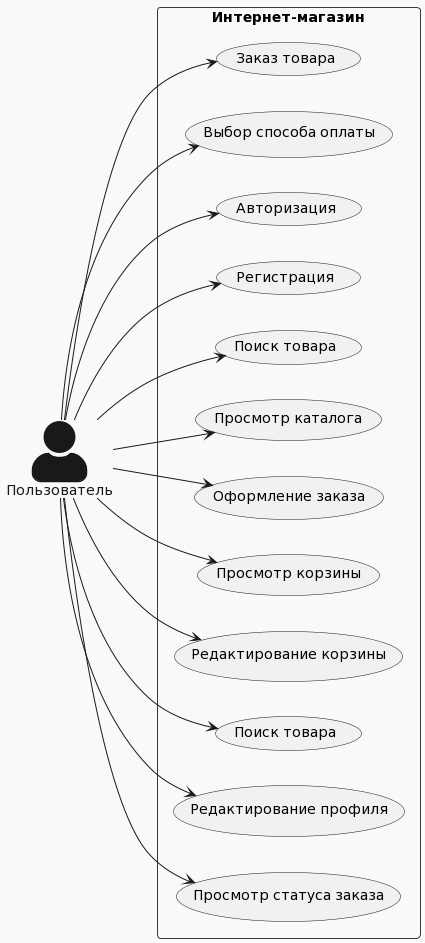 Интернет-магазин
Заказ товара
Выбор способа оплаты
Авторизация
Регистрация
Поиск товара
Просмотр каталога
Пользователь
Оформление заказа
Просмотр корзины
Редактирование корзины
Поиск товара
Редактирование профиля
Просмотр статуса заказа